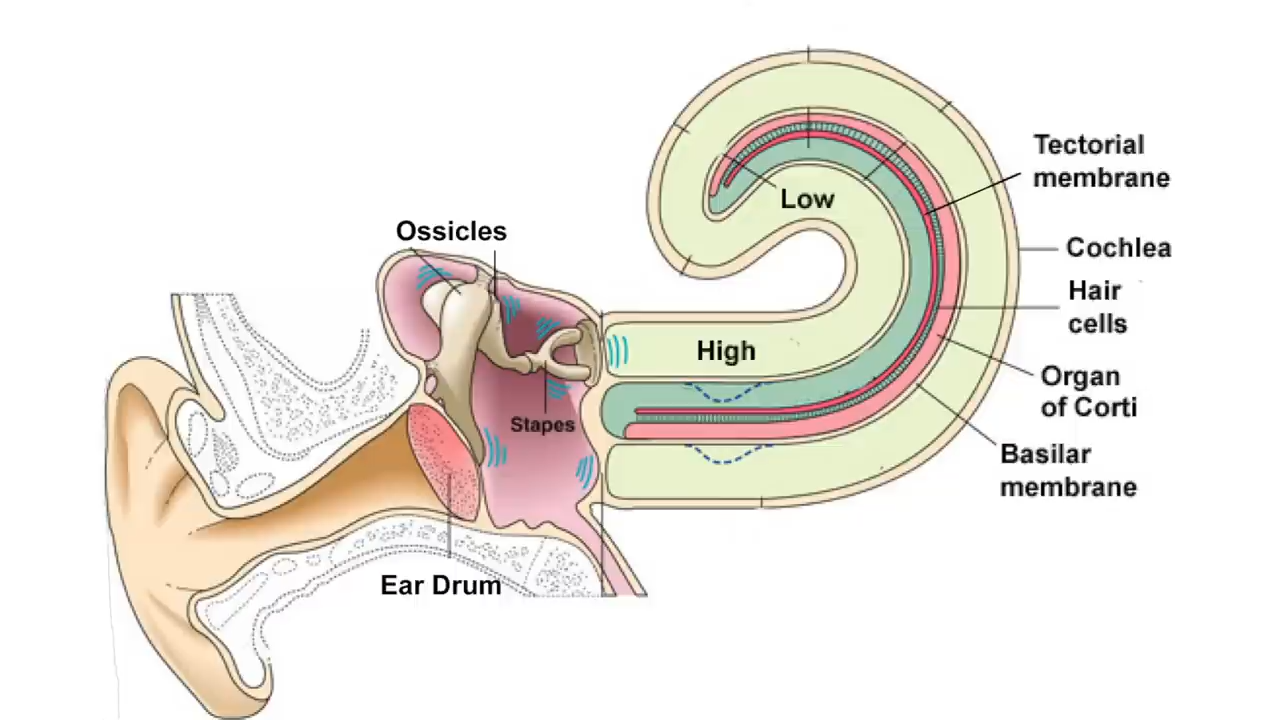 Tectorial
membrane
Low
Ossicles
Cochlea
Hair
cells
High
Organ
of Corti
Stapes
Basilar
membrane
Ear Drum